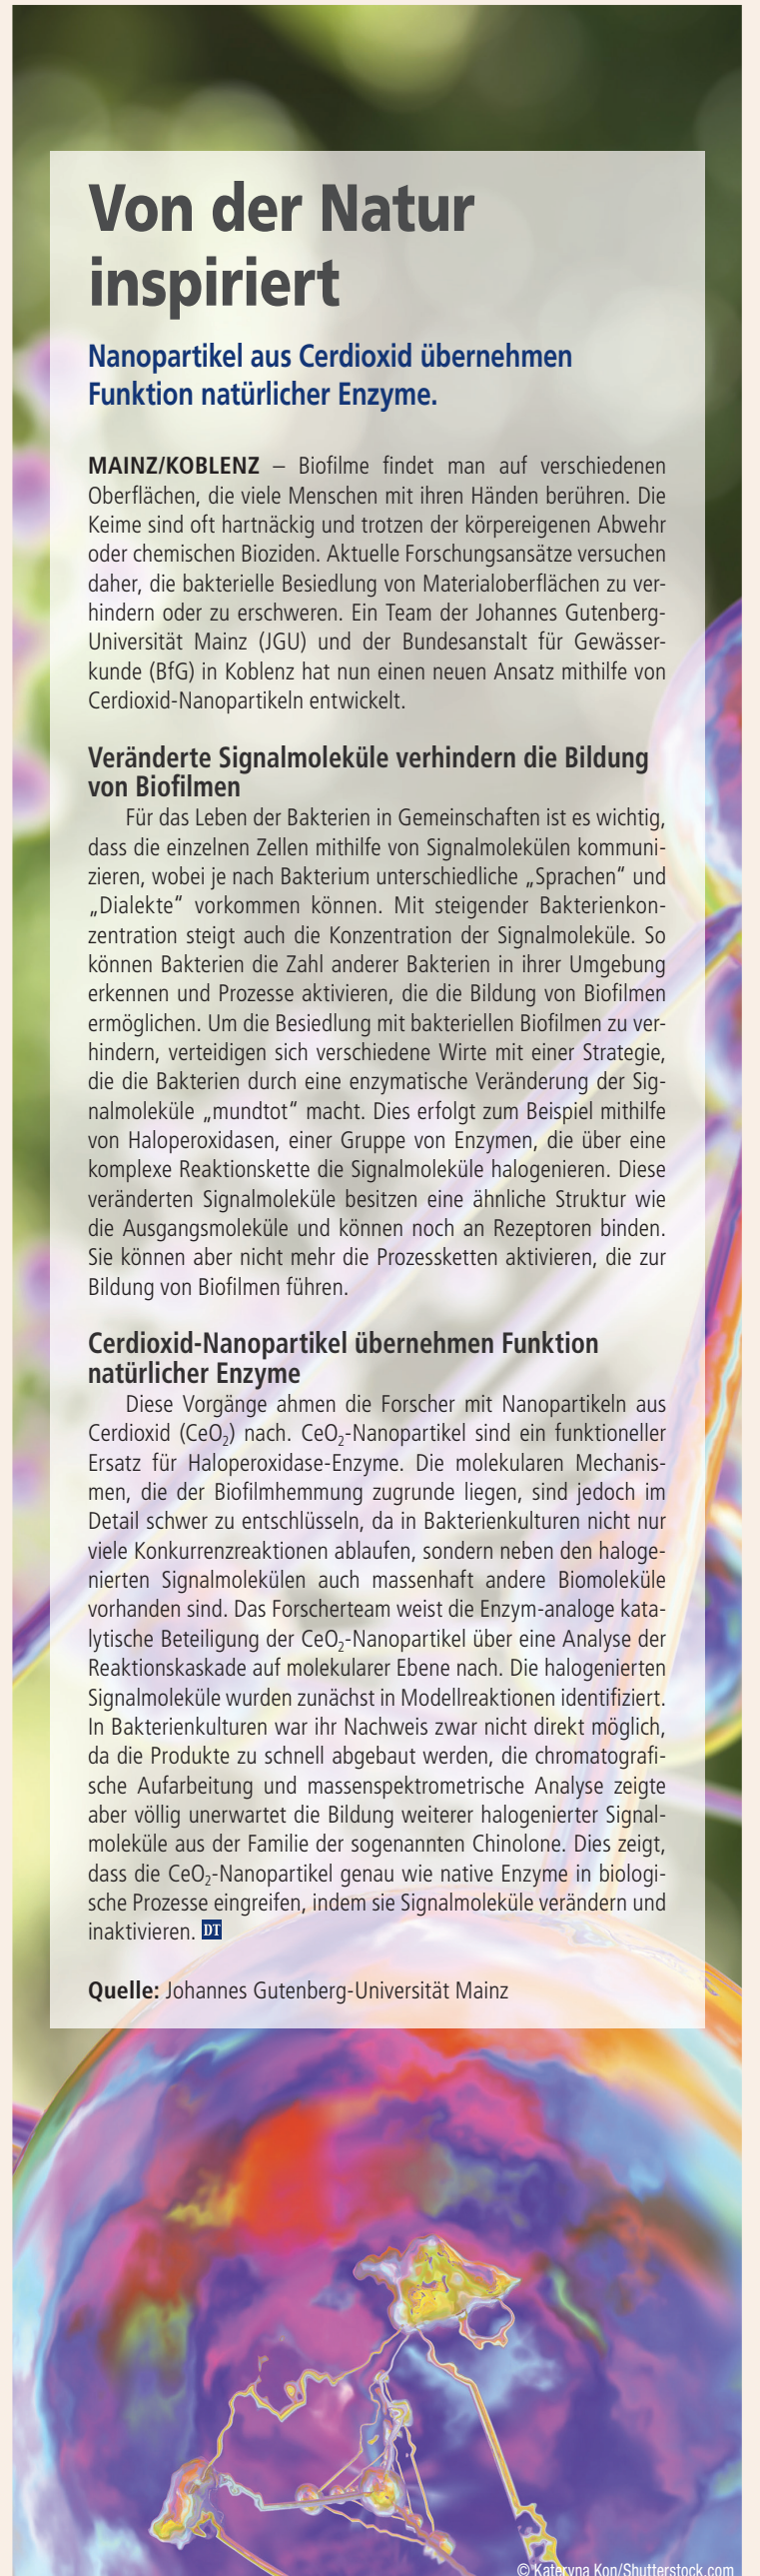 Von der Natur
inspiriert
Nanopartikel aus Cerdioxid übernehmen
Funktion natürlicher Enzyme.
MAINZ/KOBLENZ – Biofilme findet man auf verschiedenen
Oberflächen, die viele Menschen mit ihren Händen berühren. Die
Keime sind oft hartnäckig und trotzen der körpereigenen Abwehr
oder chemischen Bioziden. Aktuelle Forschungsansätze versuchen
daher, die bakterielle Besiedlung von Materialoberflächen zu ver-
hindern oder zu erschweren. Ein Team der Johannes Gutenberg-
Universität Mainz (JGU) und der Bundesanstalt für Gewässer-
kunde (BfG) in Koblenz hat nun einen neuen Ansatz mithilfe von
Cerdioxid-Nanopartikeln entwickelt.
Veränderte Signalmoleküle verhindern die Bildung
von Biofilmen
Für das Leben der Bakterien in Gemeinschaften ist es wichtig,
dass die einzelnen Zellen mithilfe von Signalmolekülen kommuni-
zieren, wobei je nach Bakterium unterschiedliche „Sprachen“ und
„Dialekte“ vorkommen können. Mit steigender Bakterienkon-
zentration steigt auch die Konzentration der Signalmoleküle. So
können Bakterien die Zahl anderer Bakterien in ihrer Umgebung
erkennen und Prozesse aktivieren, die die Bildung von Biofilmen
ermöglichen. Um die Besiedlung mit bakteriellen Biofilmen zu ver-
hindern, verteidigen sich verschiedene Wirte mit einer Strategie,
die die Bakterien durch eine enzymatische Veränderung der Sig-
nalmoleküle „mundtot“ macht. Dies erfolgt zum Beispiel mithilfe
von Haloperoxidasen, einer Gruppe von Enzymen, die über eine
komplexe Reaktionskette die Signalmoleküle halogenieren. Diese
veränderten Signalmoleküle besitzen eine ähnliche Struktur wie
die Ausgangsmoleküle und können noch an Rezeptoren binden.
Sie können aber nicht mehr die Prozessketten aktivieren, die zur
Bildung von Biofilmen führen.
Cerdioxid-Nanopartikel übernehmen Funktion
natürlicher Enzyme
Diese Vorgänge ahmen die Forscher mit Nanopartikeln aus
Cerdioxid (CeO₂) nach. CeO₂-Nanopartikel sind ein funktioneller
Ersatz für Haloperoxidase-Enzyme. Die molekularen Mechanis-
men, die der Biofilmhemmung zugrunde liegen, sind jedoch im
Detail schwer zu entschlüsseln, da in Bakterienkulturen nicht nur
viele Konkurrenzreaktionen ablaufen, sondern neben den haloge-
nierten Signalmolekülen auch massenhaft andere Biomoleküle
vorhanden sind. Das Forscherteam weist die Enzym-analoge kata-
lytische Beteiligung der CeO₂-Nanopartikel über eine Analyse der
Reaktionskaskade auf molekularer Ebene nach. Die halogenierten
Signalmoleküle wurden zunächst in Modellreaktionen identifiziert.
In Bakterienkulturen war ihr Nachweis zwar nicht direkt möglich,
da die Produkte zu schnell abgebaut werden, die chromatografi-
sche Aufarbeitung und massenspektrometrische Analyse zeigte
aber völlig unerwartet die Bildung weiterer halogenierter Signal-
moleküle aus der Familie der sogenannten Chinolone. Dies zeigt,
dass die CeO₂-Nanopartikel genau wie native Enzyme in biologi-
sche Prozesse eingreifen, indem sie Signalmoleküle verändern und
inaktivieren. DT
Quelle: Johannes Gutenberg-Universität Mainz
© Kateryna Kon/Shutterstock.com